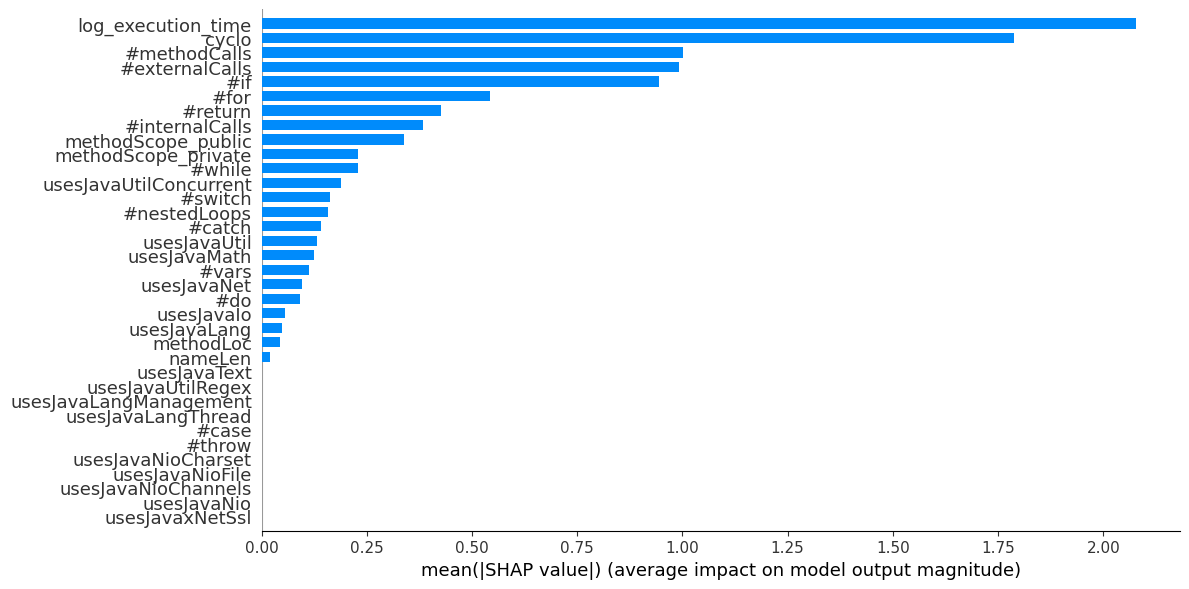 log_execution_time
cyclo
#methodCalls
#externalCalls
#if
#for
#return
#internalCalls
methodScope_public
methodScope_private
#while
usesJavaUtilConcurrent
#switch
#nestedLoops
#catch
usesJavaUtil
usesJavaMath
#vars
usesJavaNet
#do
usesJavaIo
usesJavaLang
methodLoc
nameLen
usesJavaText
usesJavaUtilRegex
usesJavaLangManagement
usesJavaLangThread
#case
#throw
usesJavaNioCharset
usesJavaNioFile
usesJavaNioChannels
usesJavaNio
usesJavaxNetSsl
0.00 0.25 0.50 0.75 1.00 1.25 1.50 1.75 2.00
mean(|SHAP value|) (average impact on model output magnitude)